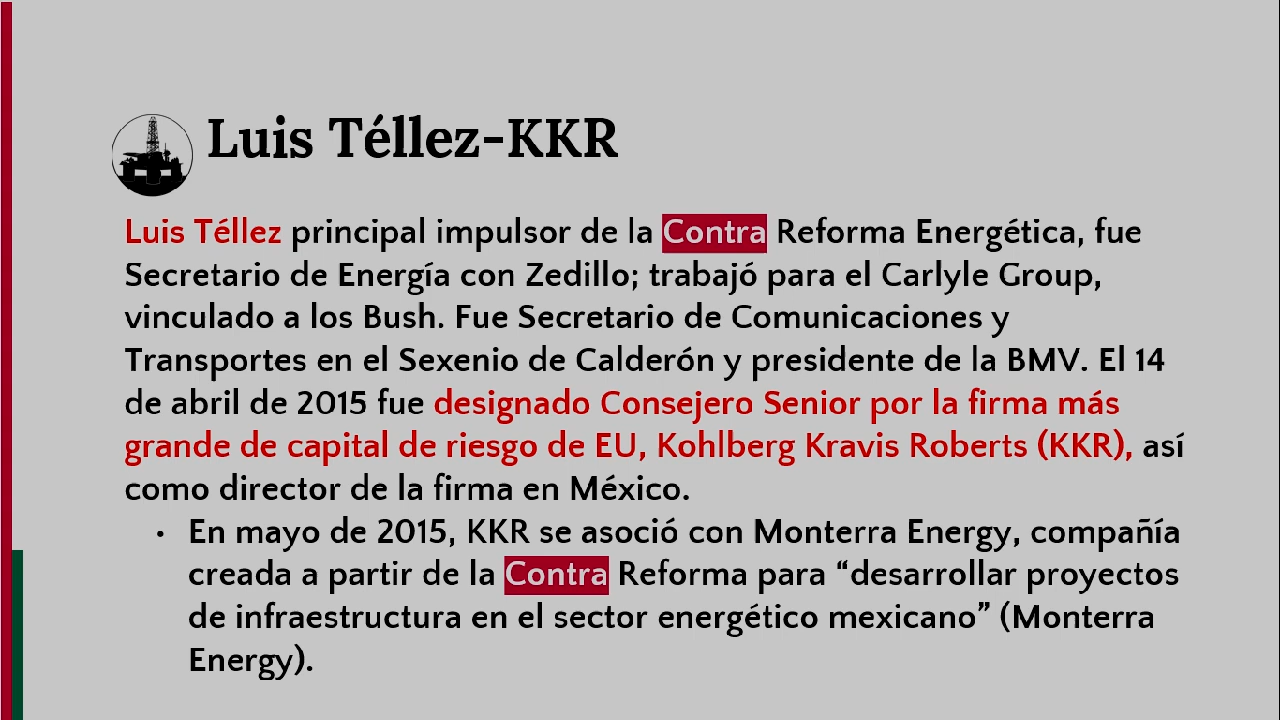 Luis Téllez-KKR
Luis Téllez principal impulsor de la Contra Reforma Energética, fue
Secretario de Energía con Zedillo; trabajó para el Carlyle Group,
vinculado a los Bush. Fue Secretario de Comunicaciones y
Transportes en el Sexenio de Calderón y presidente de la BMV. El 14
de abril de 2015 fue designado Consejero Senior por la firma más
grande de capital de riesgo de EU, Kohlberg Kravis Roberts (KKR), así
como director de la firma en México.
• En mayo de 2015, KKR se asoció con Monterra Energy, compañía
creada a partir de la Contra Reforma para “desarrollar proyectos
de infraestructura en el sector energético mexicano” (Monterra
Energy).